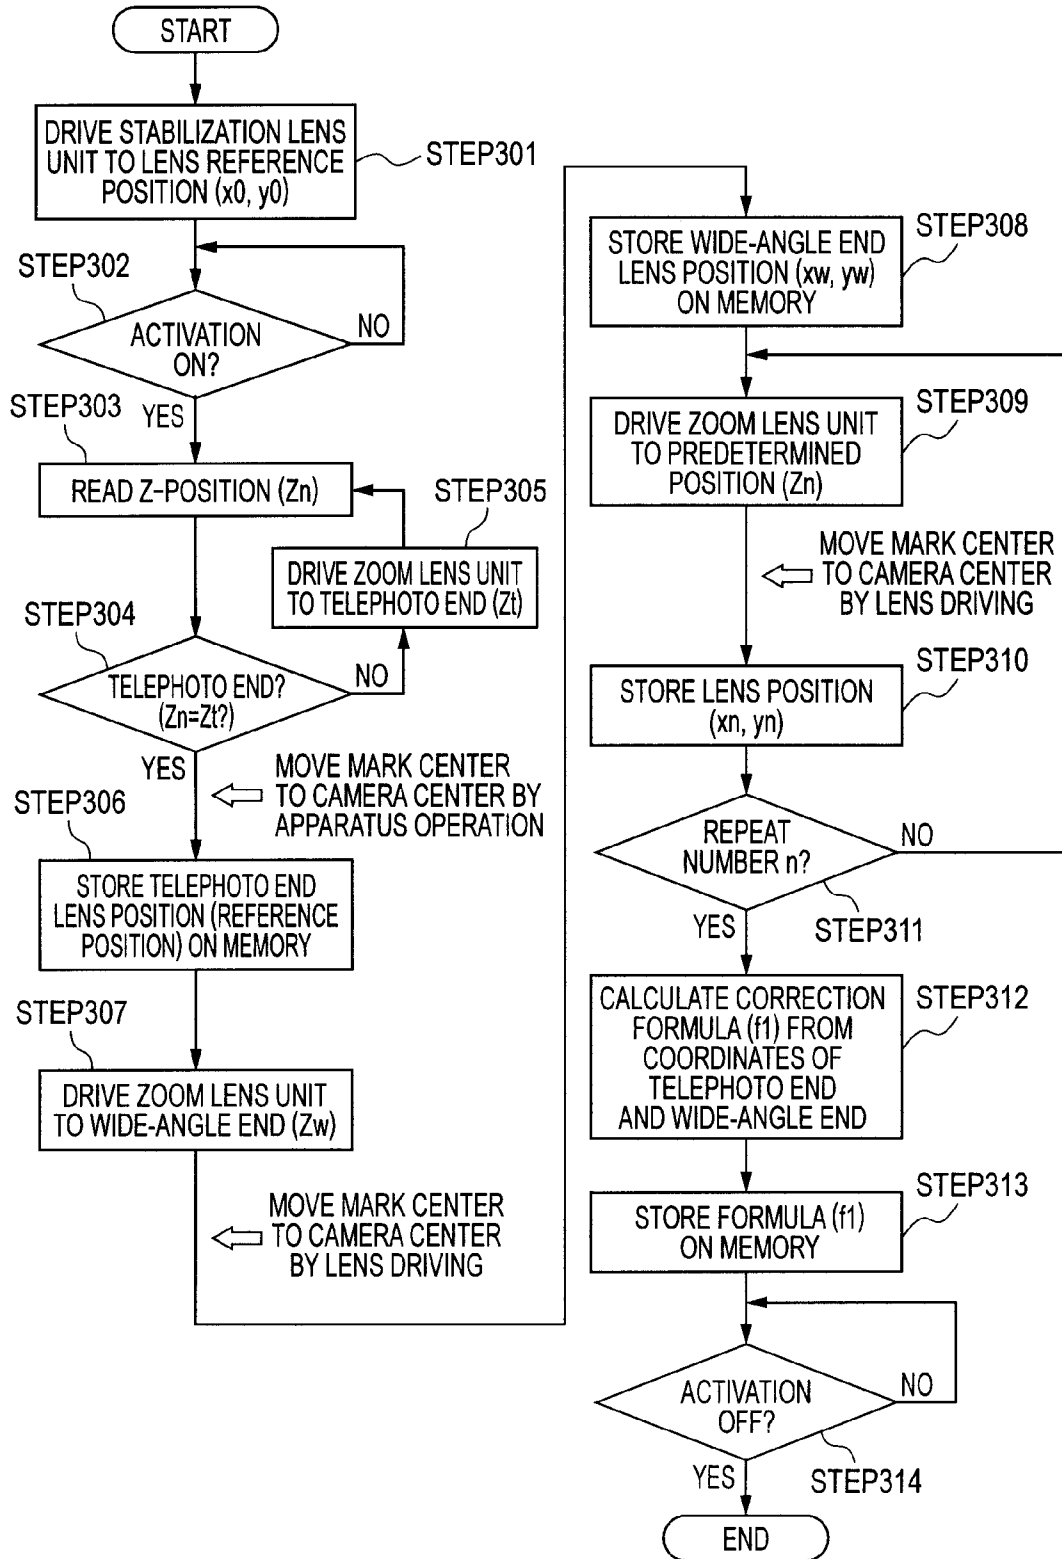 START
DRIVE STABILIZATION LENS
UNIT TO LENS REFERENCE
POSITION (x0, y0)
STEP301
STEP302
ACTIVATION
ON?
NO
YES
STEP303
READ Z-POSITION (Zn)
STEP305
DRIVE ZOOM LENS UNIT
TO TELEPHOTO END (Zt)
STEP304
TELEPHOTO END?
(Zn=Zt?)
NO
YES
MOVE MARK CENTER
TO CAMERA CENTER BY
APPARATUS OPERATION
STEP306
STORE TELEPHOTO END
LENS POSITION (REFERENCE
POSITION) ON MEMORY
STEP307
DRIVE ZOOM LENS UNIT
TO WIDE-ANGLE END (Zw)
MOVE MARK CENTER
TO CAMERA CENTER
BY LENS DRIVING
STORE WIDE-ANGLE END
LENS POSITION (xw, yw)
ON MEMORY
STEP308
DRIVE ZOOM LENS UNIT
TO PREDETERMINED
POSITION (Zn)
STEP309
MOVE MARK CENTER
TO CAMERA CENTER
BY LENS DRIVING
STEP310
STORE LENS POSITION
(xn, yn)
REPEAT
NUMBER n?
NO
YES
STEP311
CALCULATE CORRECTION
FORMULA (f1) FROM
COORDINATES OF
TELEPHOTO END
AND WIDE-ANGLE END
STEP312
STORE FORMULA (f1)
ON MEMORY
STEP313
ACTIVATION
OFF?
NO
YES
STEP314
END